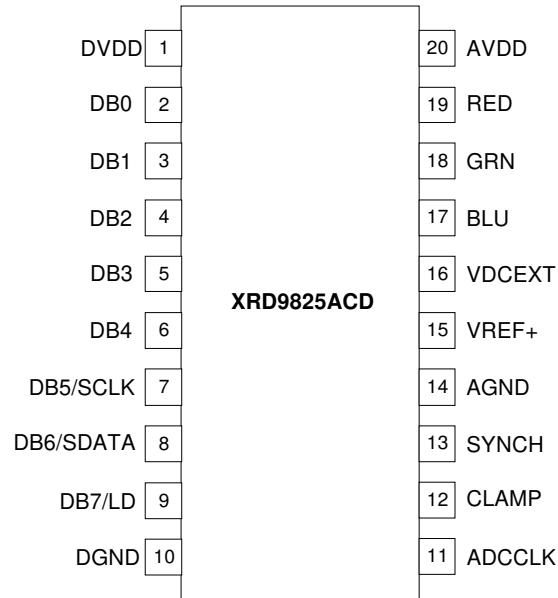 DVDD 1 20 AVDD
DB0 2 19 RED
DB1 3 18 GRN
DB2 4 17 BLU
DB3 5 16 VDCEXT
XRD9825ACD
DB4 6 15 VREF+
DB5/SCLK 7 14 AGND
DB6/SDATA 8 13 SYNCH
DB7/LD 9 12 CLAMP
DGND 10 11 ADCCLK